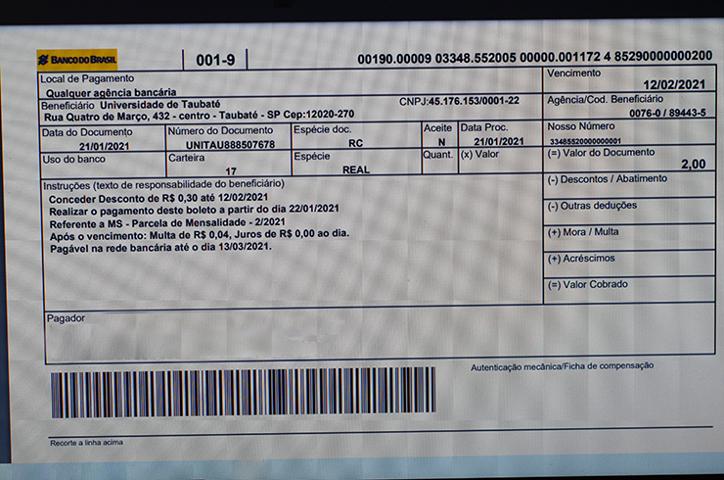 BANCO DO BRASIL 001-9 00190.00009 03348.552005 00000.001172 4 85290000000200
Local de Pagamento
Qualquer agência bancária
Vencimento
12/02/2021
Beneficiário Universidade de Taubaté CNPJ:45.176.153/0001-22
Rua Quatro de Março, 432 - centro - Taubaté - SP Cep:12020-270
Agência/Cod. Beneficiário
0076-0 / 89443-5
Data do Documento
21/01/2021
Número do Documento
UNITAU888507678
Espécie doc.
RC
Aceite
N
Data Proc.
21/01/2021
Nosso Número
33485520000000001
Uso do banco
Carteira
17
Espécie
REAL
Quant.
(x) Valor
(=) Valor do Documento
2,00
Instruções (texto de responsabilidade do beneficiário)
Conceder Desconto de R$ 0,30 até 12/02/2021
Realizar o pagamento deste boleto a partir do dia 22/01/2021
Referente a MS - Parcela de Mensalidade - 2/2021
Após o vencimento: Multa de R$ 0,04, Juros de R$ 0,00 ao dia.
Pagável na rede bancária até o dia 13/03/2021.
(-) Descontos / Abatimento
(-) Outras deduções
(+) Mora / Multa
(+) Acréscimos
(=) Valor Cobrado
Pagador
Autenticação mecânica/Ficha de compensação
Recorte a linha acima